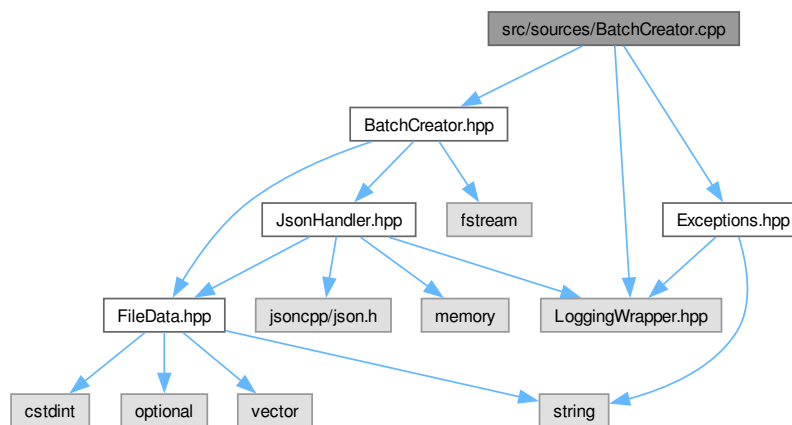 src/sources/BatchCreator.cpp
BatchCreator.hpp
JsonHandler.hpp
fstream
Exceptions.hpp
FileData.hpp
jsoncpp/json.h
memory
LoggingWrapper.hpp
cstdint
optional
vector
string